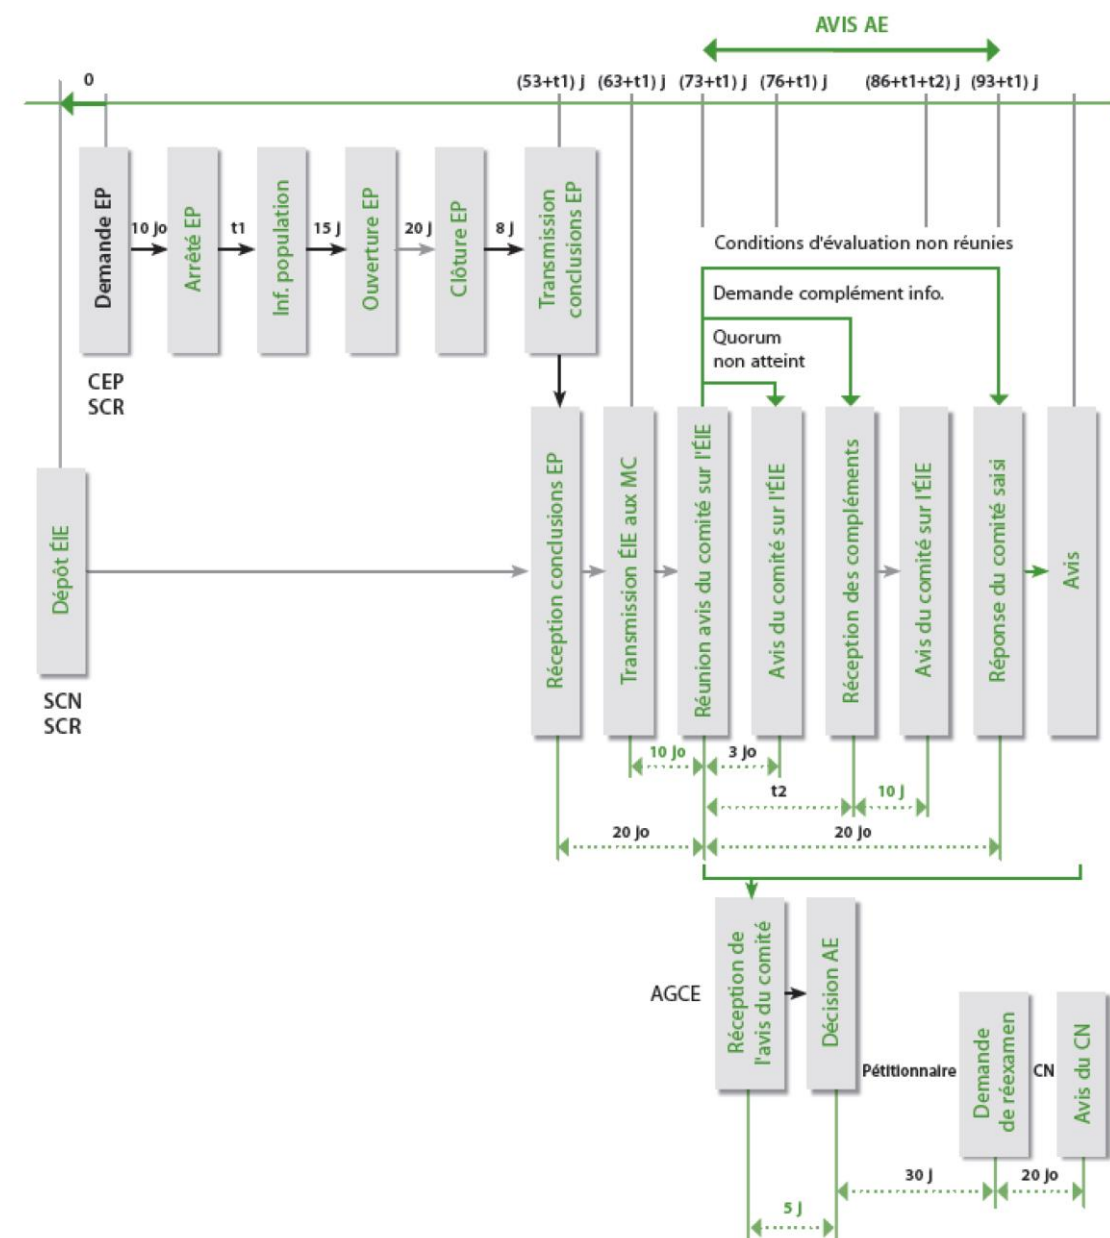 AVIS AE
0
(53+t1) j
(63+t1) j
(73+t1) j
(76+t1) j
(86+t1+t2) j
(93+t1) j
Demande EP
10 jo
Arrêté EP
t1
Inf. population
15 j
Ouverture EP
20 j
Clôture EP
8 j
Transmission
conclusions EP
CEP
SCR
Conditions d'évaluation non réunies
Demande complément info.
Quorum
non atteint
Dépôt ÉIE
SCN
SCR
Réception conclusions EP
Transmission ÉIE aux MC
Réunion avis du comité sur l'ÉIE
Avis du comité sur l'ÉIE
Réception des compléments
Avis du comité sur l'ÉIE
Réponse du comité saisi
Avis
10 jo
3 jo
t2
10 j
20 jo
20 jo
AGCE
Réception de
l'avis du comité
Décision AE
Pétitionnaire
Demande
de réexamen
CN
Avis du CN
30 j
20 jo
5 j